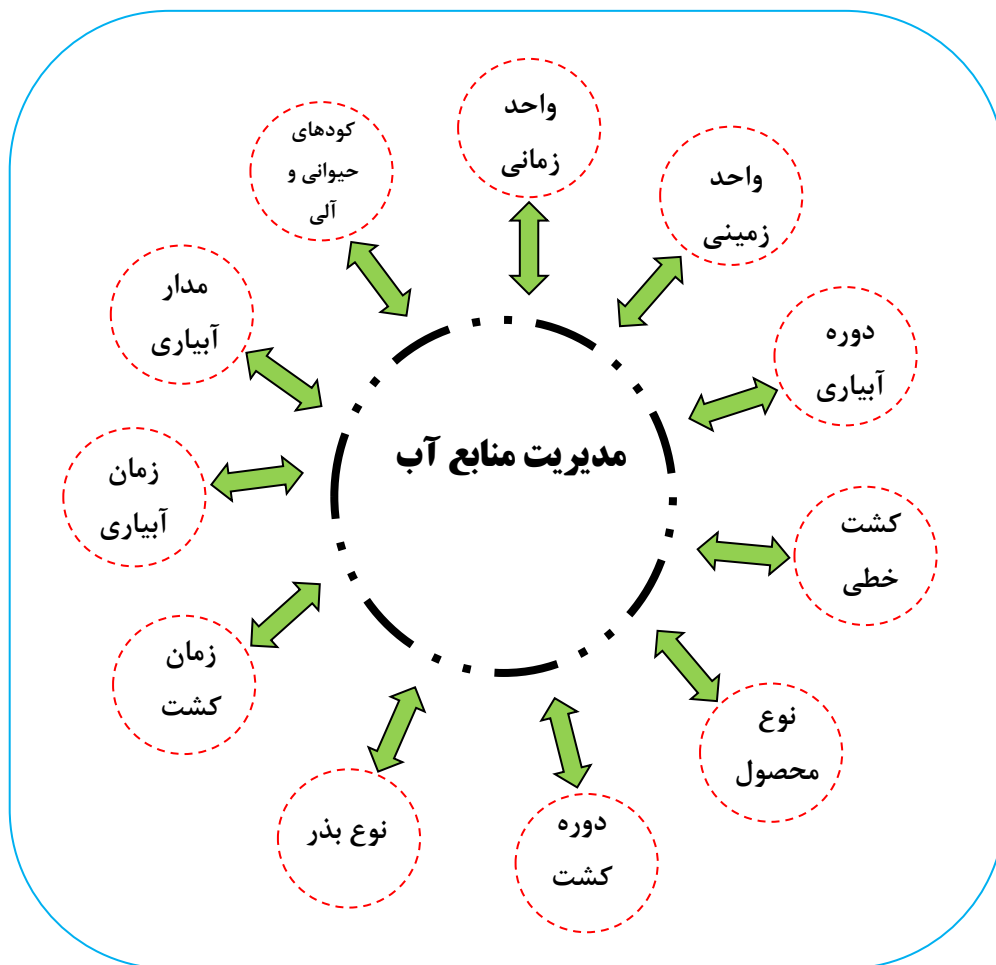 واحد
زمانی
واحد
زمینی
دوره
آبیاری
کشت
خطی
نوع
محصول
دوره
کشت
نوع بذر
زمان
کشت
زمان
آبیاری
مدار
آبیاری
کودهای
حیوانی و
آلی
مدیریت منابع آب